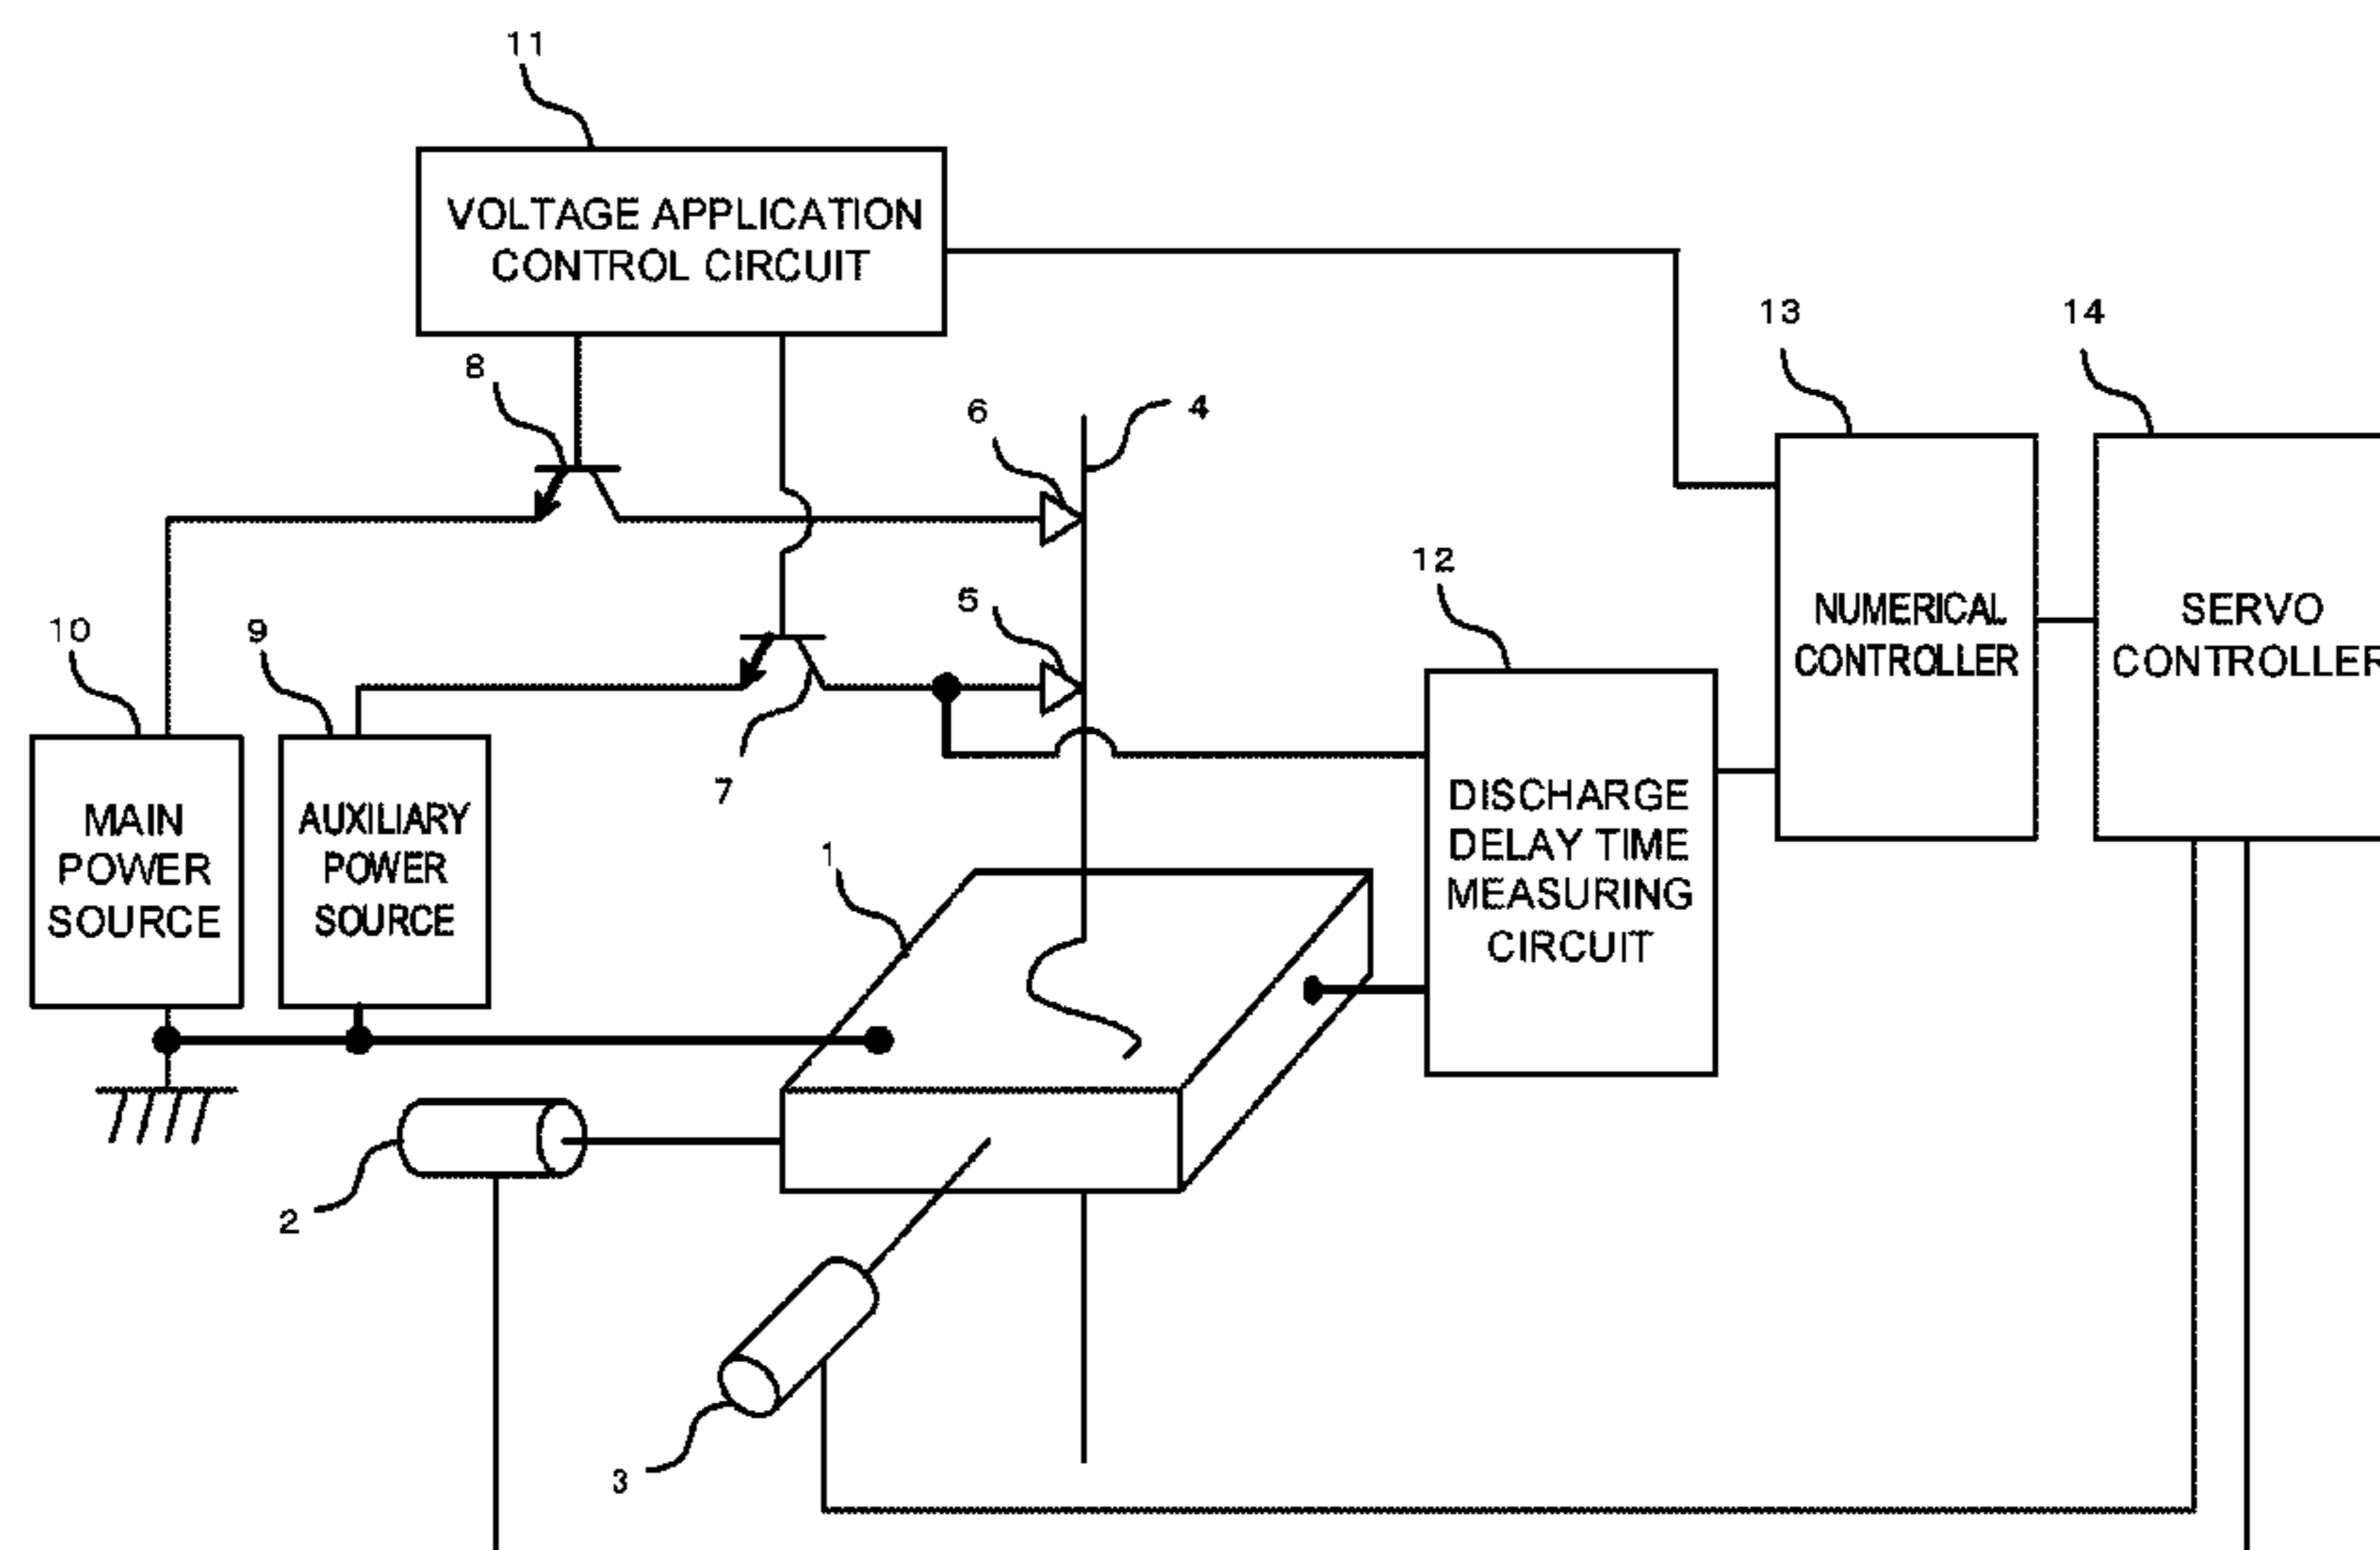 11
VOLTAGE APPLICATION
CONTROL CIRCUIT
8
6
4
13
14
5
12
10
9
7
NUMERICAL
CONTROLLER
SERVO
CONTROLLER
MAIN
POWER
SOURCE
AUXILIARY
POWER
SOURCE
1
DISCHARGE
DELAY TIME
MEASURING
CIRCUIT
2
3